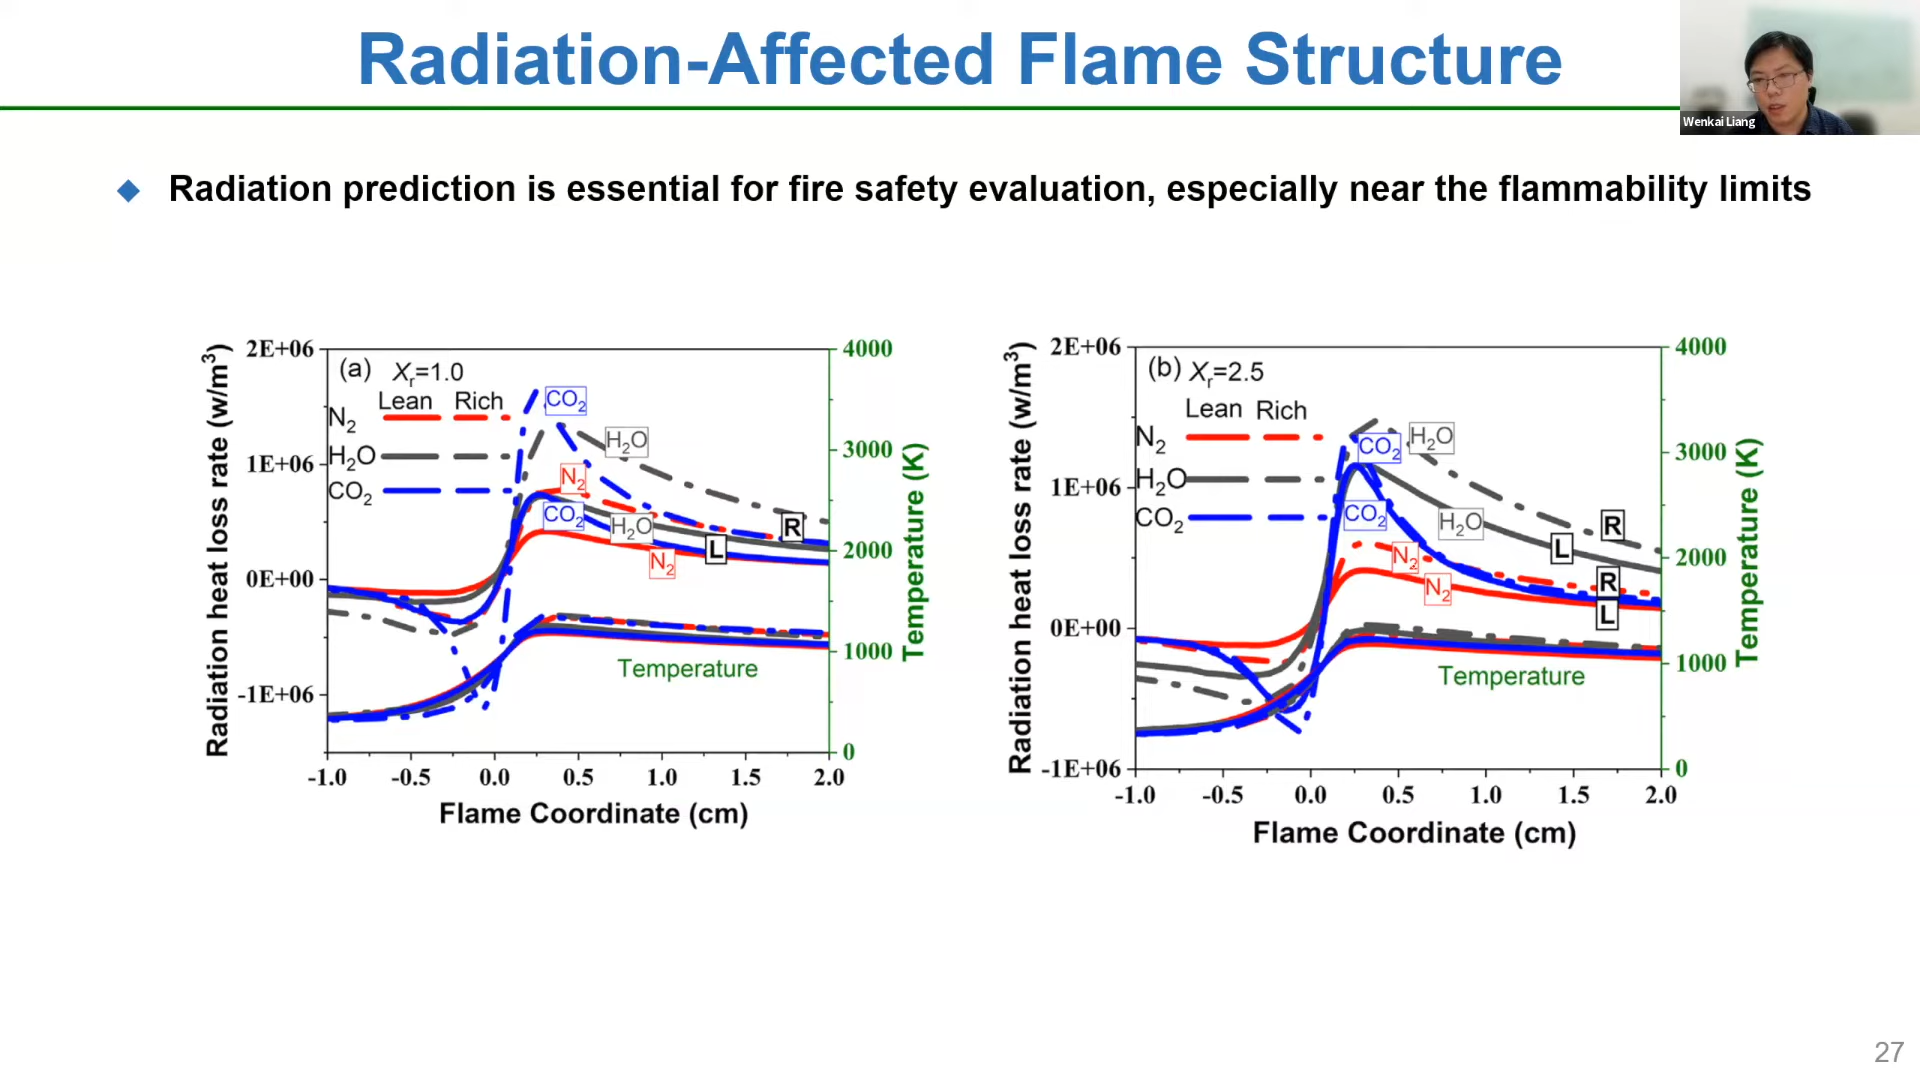 Radiation-Affected Flame Structure
Wenkai Liang
Radiation prediction is essential for fire safety evaluation, especially near the flammability limits
Radiation heat loss rate (w/m³)
2E+06
1E+06
0E+00
-1E+06
(a) Xr=1.0
Lean Rich
N₂
H₂O
CO₂
CO₂
H₂O
N₂
CO₂
H₂O
N₂
R
L
Temperature
4000
3000
2000
1000
0
Temperature (K)
-1.0 -0.5 0.0 0.5 1.0 1.5 2.0
Flame Coordinate (cm)
Radiation heat loss rate (w/m³)
2E+06
1E+06
0E+00
-1E+06
(b) Xr=2.5
Lean Rich
N₂
H₂O
CO₂
CO₂
H₂O
CO₂
H₂O
N₂
N₂
R
L
R
L
Temperature
4000
3000
2000
1000
0
Temperature (K)
-1.0 -0.5 0.0 0.5 1.0 1.5 2.0
Flame Coordinate (cm)
27